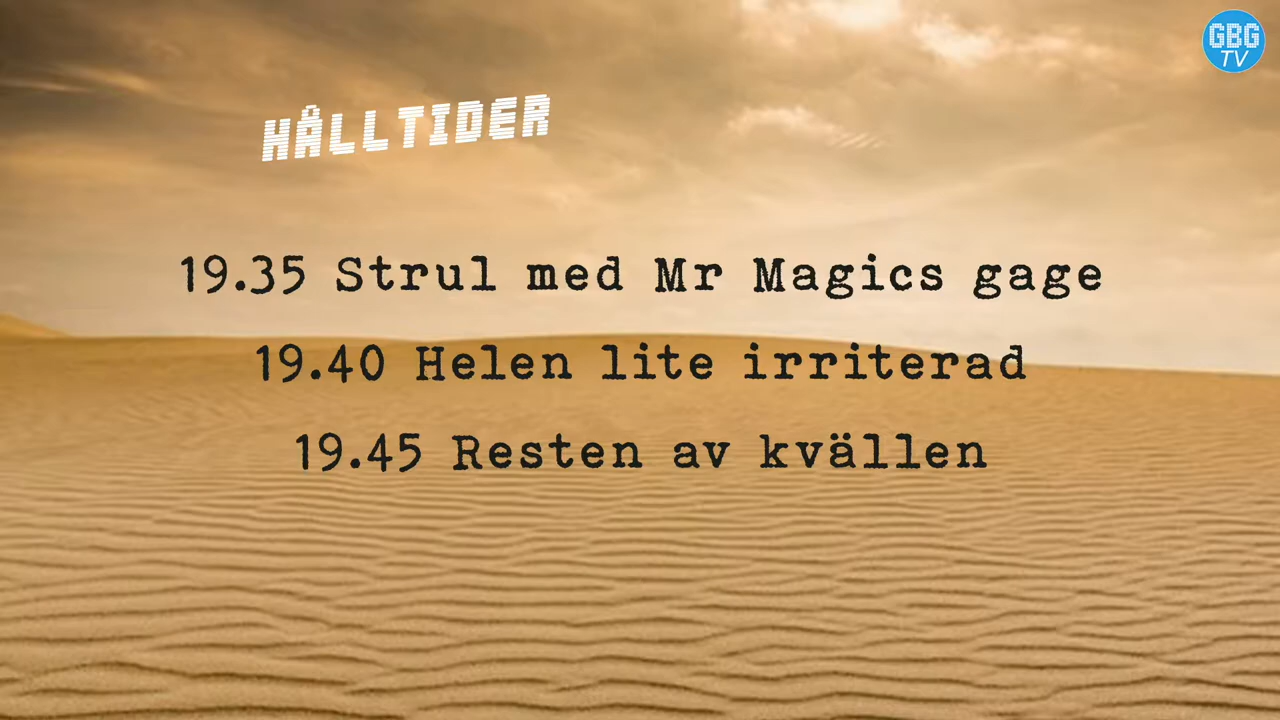 GBG
TV
HÅLLTIDER
19.35 Strul med Mr Magics gage
19.40 Helen lite irriterad
19.45 Resten av kvällen